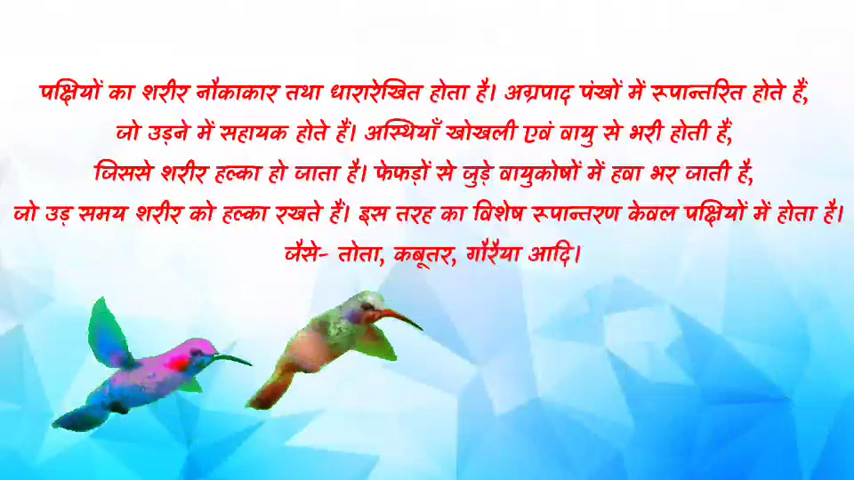 पक्षियों का शरीर नौकाकार तथा धारारेखित होता है। अग्रपाद पंखों में रूपान्तरित होते हैं,
जो उड़ने में सहायक होते हैं। अस्थियाँ खोखली एवं वायु से भरी होती हैं,
जिससे शरीर हल्का हो जाता है। फेफड़ों से जुड़े वायुकोषों में हवा भर जाती है,
जो उड़ समय शरीर को हल्का रखते हैं। इस तरह का विशेष रूपान्तरण केवल पक्षियों में होता है।
जैसे- तोता, कबूतर, गौरैया आदि।